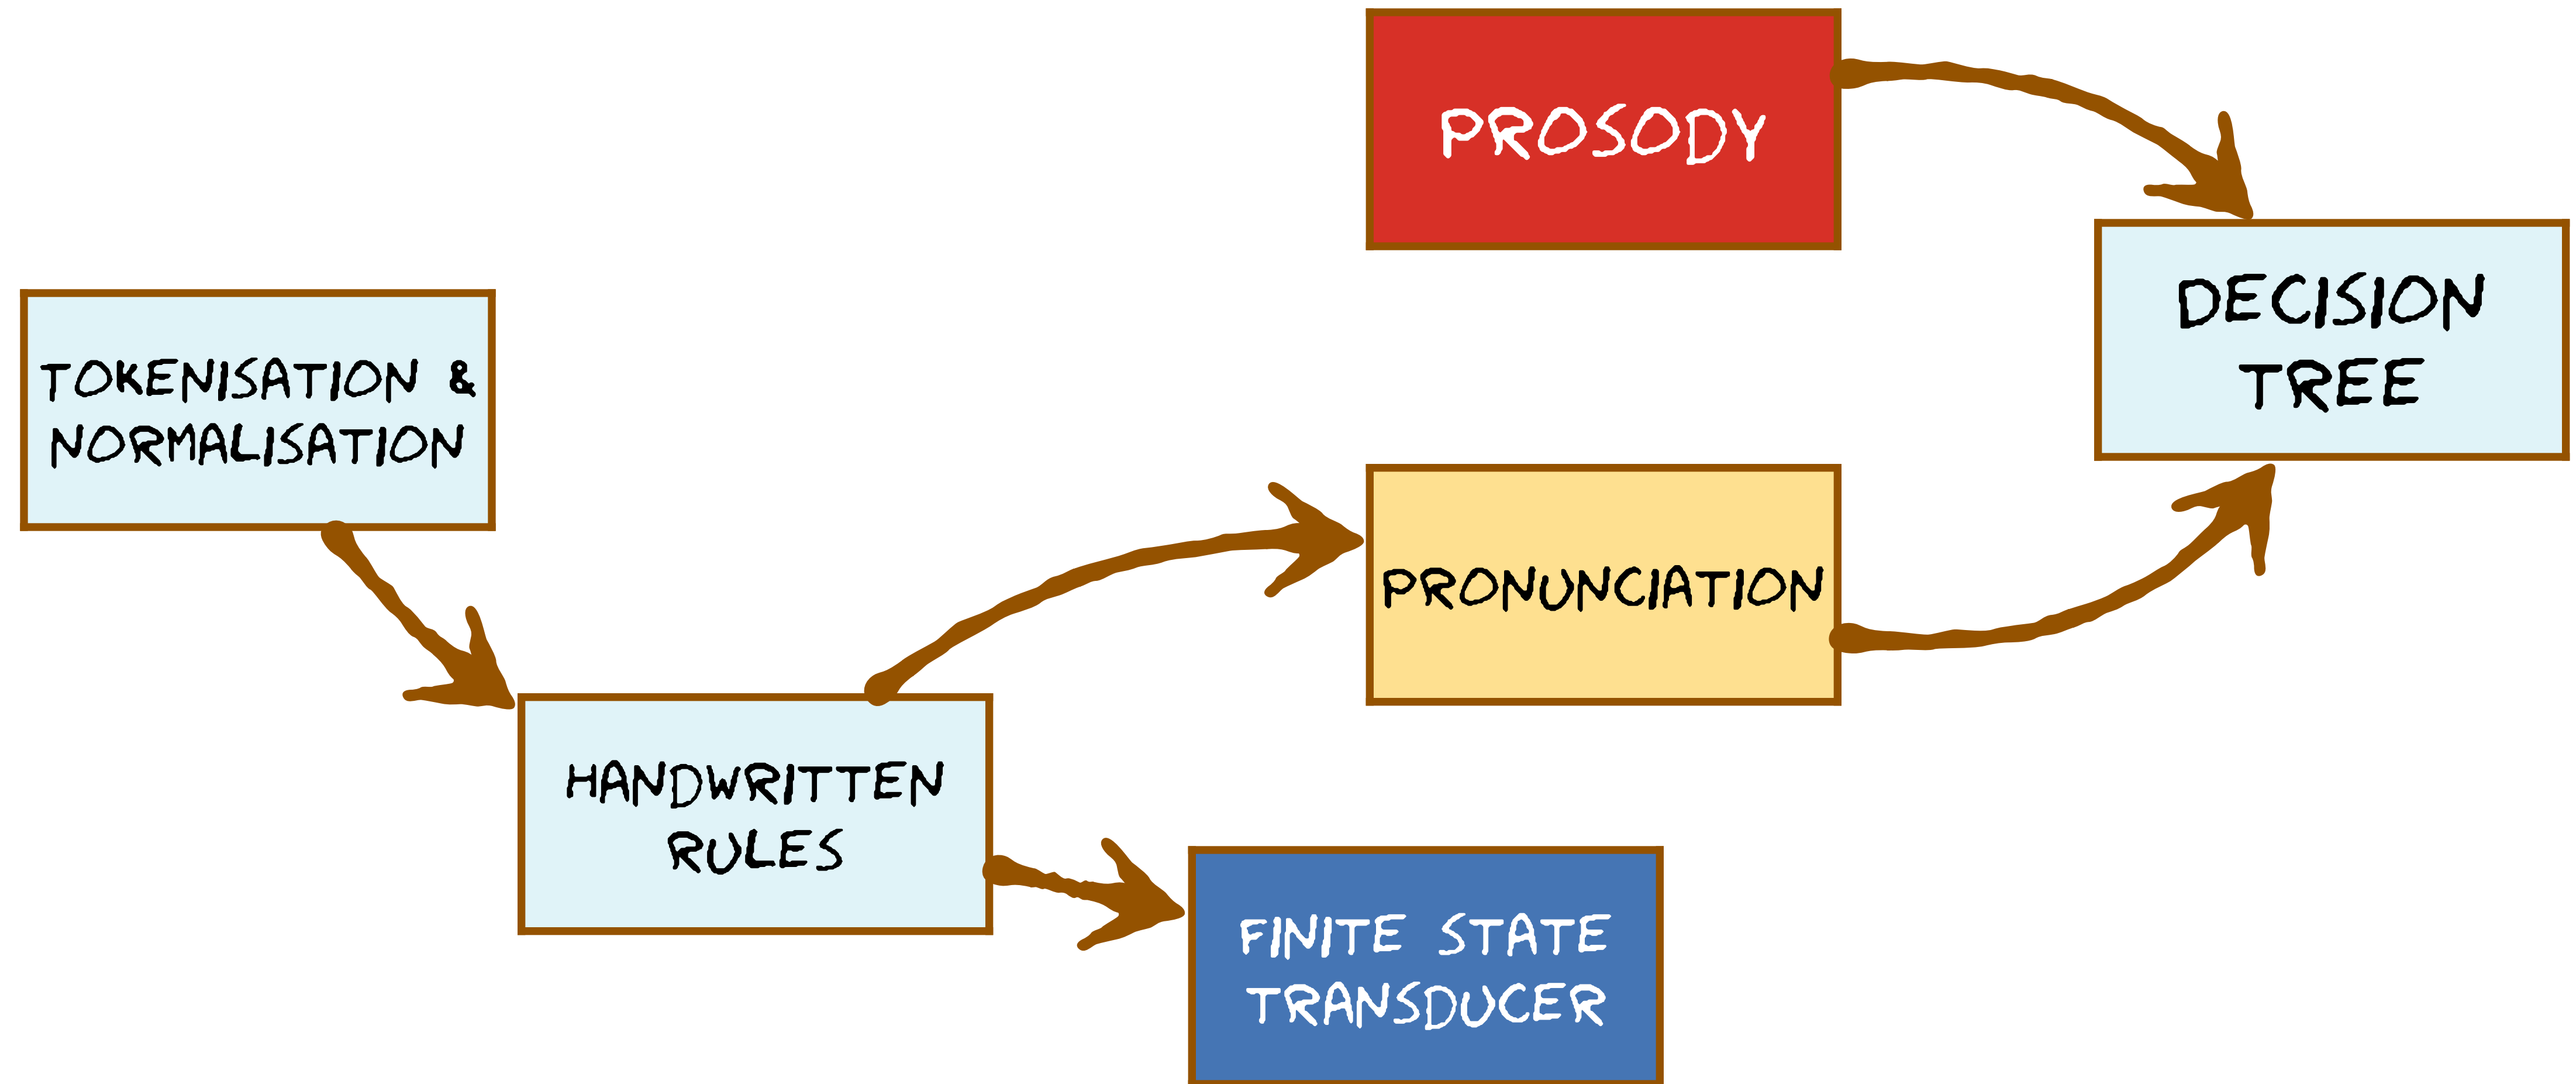 PROSODY
DECISION
TREE
TOKENISATION &
NORMALISATION
PRONUNCIATION
HANDWRITTEN
RULES
FINITE STATE
TRANSDUCER